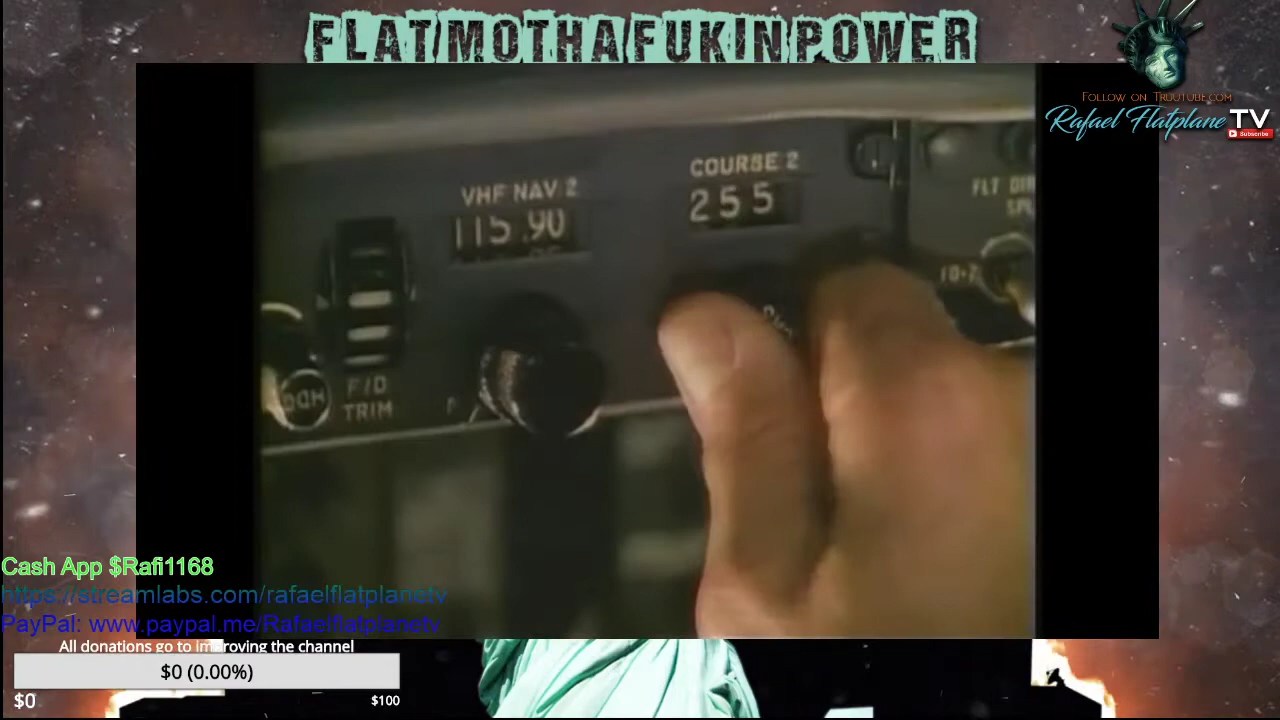 FLATMOTHAFUKINPOWER
FOLLOW ON TRUUTUBE.COM
Rafael Flatplane TV
Subscribe
COURSE 2
255
VHF NAV 2
115.90
FLT DIR
F/D
TRIM
HDG
Cash App $Rafi1168
https://streamlabs.com/rafaelflatplanetv
PayPal: www.paypal.me/Rafaelflatplanetv
All donations go to improving the channel
$0 (0.00%)
$0
$100